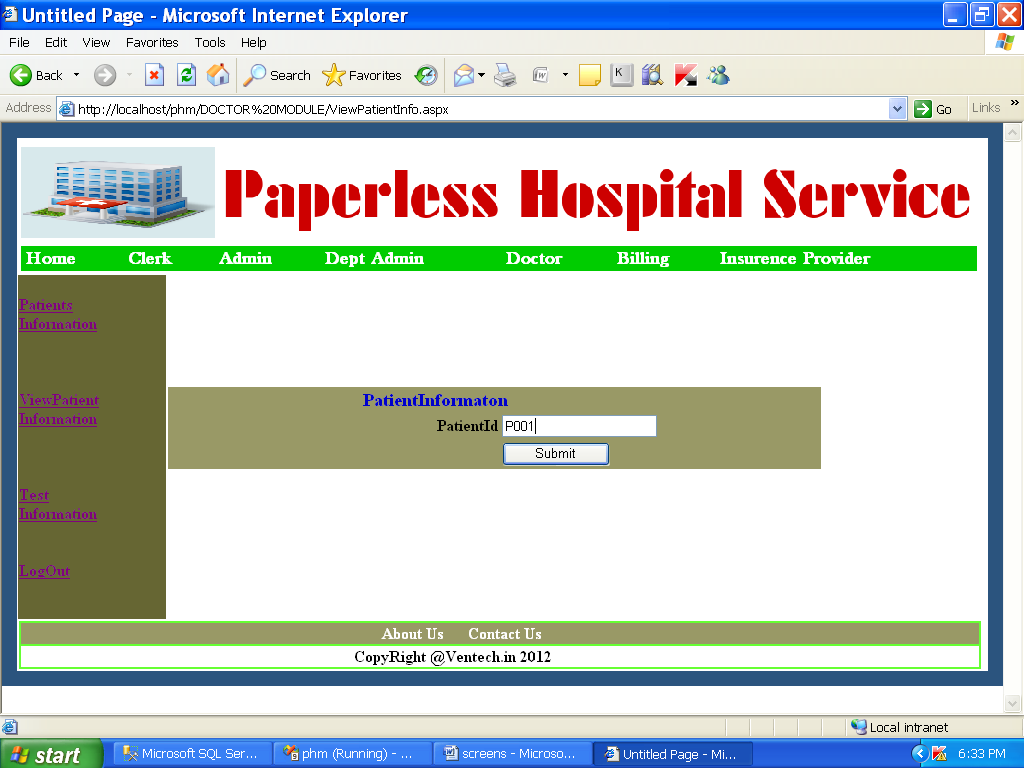 Untitled Page - Microsoft Internet Explorer
File Edit View Favorites Tools Help
Back Search Favorites
Address http://localhost/phm/DOCTOR%20MODULE/ViewPatientInfo.aspx Go Links »
Paperless Hospital Service
Home Clerk Admin Dept Admin Doctor Billing Insurence Provider
Patients
Information
ViewPatient
Information
Test
Information
LogOut
PatientInformaton
PatientId P001
Submit
About Us Contact Us
CopyRight @Ventech.in 2012
Local intranet
start Microsoft SQL Ser... phm (Running) - ... screens - Microso... Untitled Page - Mi... 6:33 PM